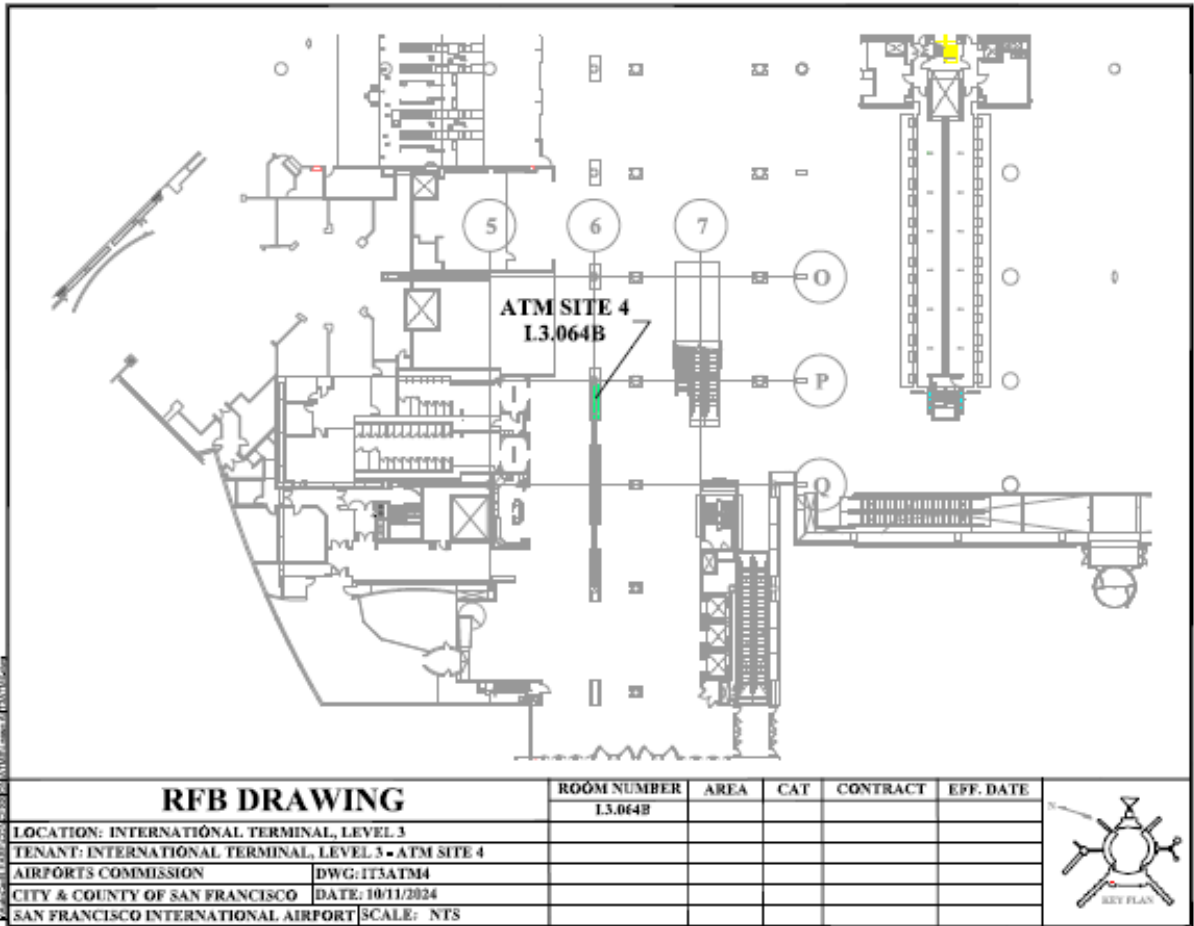 5
6
7
O
ATM SITE 4
I.3.064B
P
Q
RFB DRAWING
ROOM NUMBER
AREA
CAT
CONTRACT
EFF. DATE
I.3.064B
LOCATION: INTERNATIONAL TERMINAL, LEVEL 3
TENANT: INTERNATIONAL TERMINAL, LEVEL 3 - ATM SITE 4
AIRPORTS COMMISSION
DWG: IT3ATM4
CITY & COUNTY OF SAN FRANCISCO
DATE: 10/11/2024
SAN FRANCISCO INTERNATIONAL AIRPORT
SCALE: NTS
N
KEY PLAN